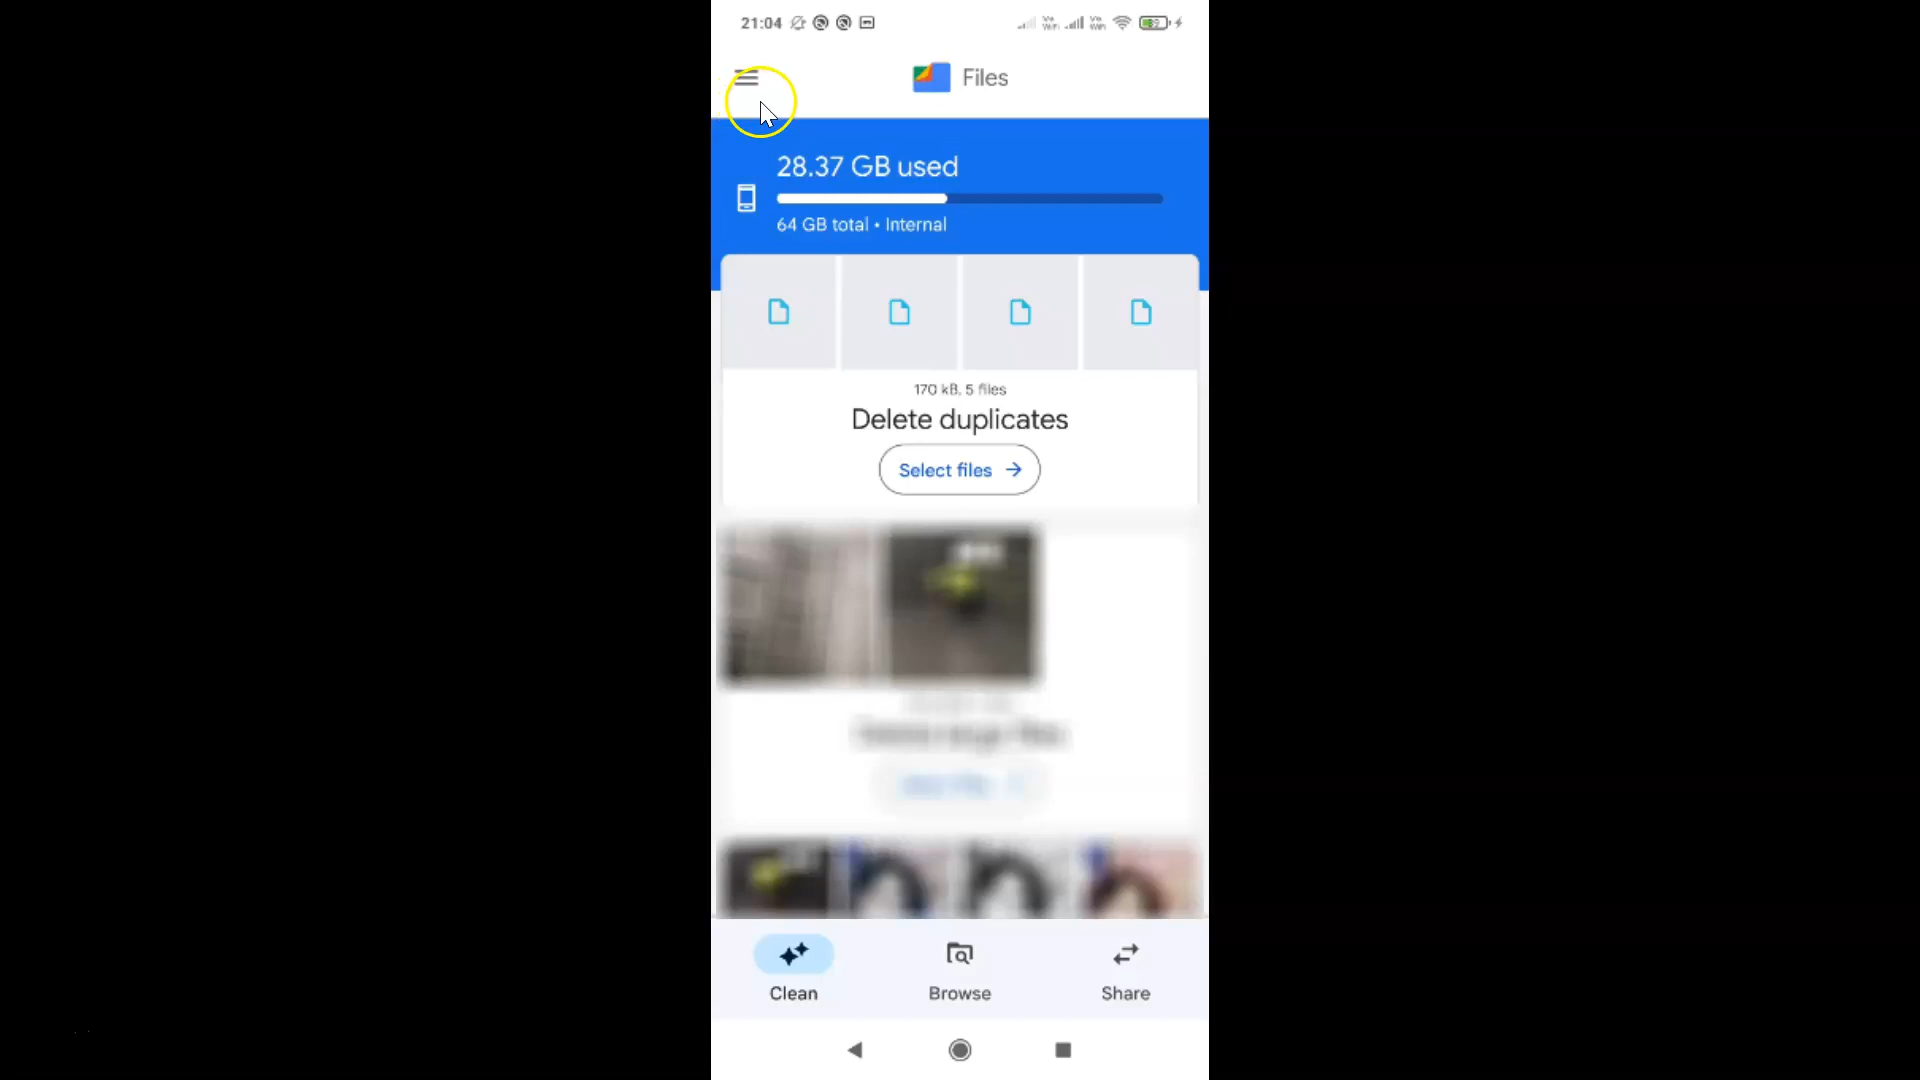 21:04
Files
28.37 GB used
64 GB total • Internal
170 kB, 5 files
Delete duplicates
Select files
Clean
Browse
Share